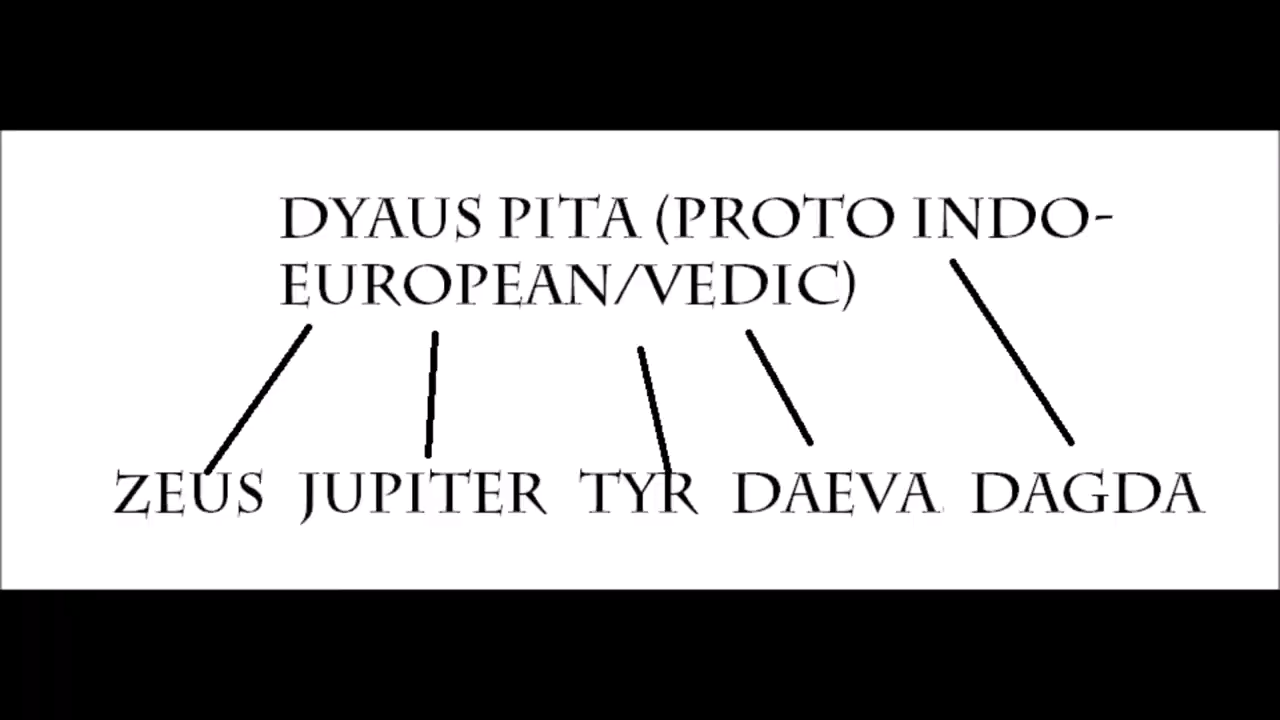 DYAUS PITA (PROTO INDO-
EUROPEAN/VEDIC)
ZEUS JUPITER TYR DAEVA DAGDA